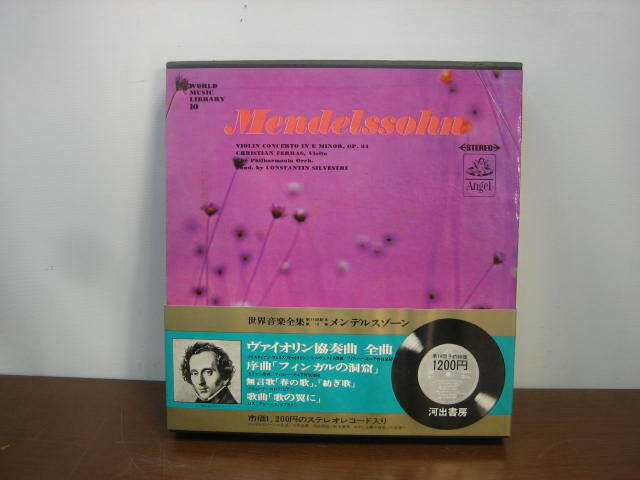 WORLD
MUSIC
LIBRARY
10
Mendelssohn
VIOLIN CONCERTO IN E MINOR, OP. 64
CHRISTIAN FERRAS, Violin
The Philharmonia Orch.
Cond. by CONSTANTIN SILVESTRI
STEREO
Angel
世界音楽全集
メンデルスゾーン
ヴァイオリン協奏曲 全曲
序曲「フィンガルの洞窟」
無言歌「春の歌」、「紡ぎ歌」
歌曲「歌の翼に」
市価1,200円のステレオレコード入り
1200円
河出書房